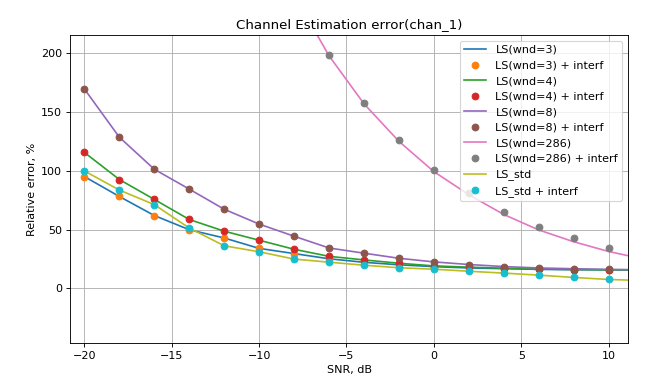 Channel Estimation error(chan_1)
200
150
100
50
0
Relative error, %
−20
−15
−10
−5
0
5
10
SNR, dB
LS(wnd=3)
LS(wnd=3) + interf
LS(wnd=4)
LS(wnd=4) + interf
LS(wnd=8)
LS(wnd=8) + interf
LS(wnd=286)
LS(wnd=286) + interf
LS_std
LS_std + interf